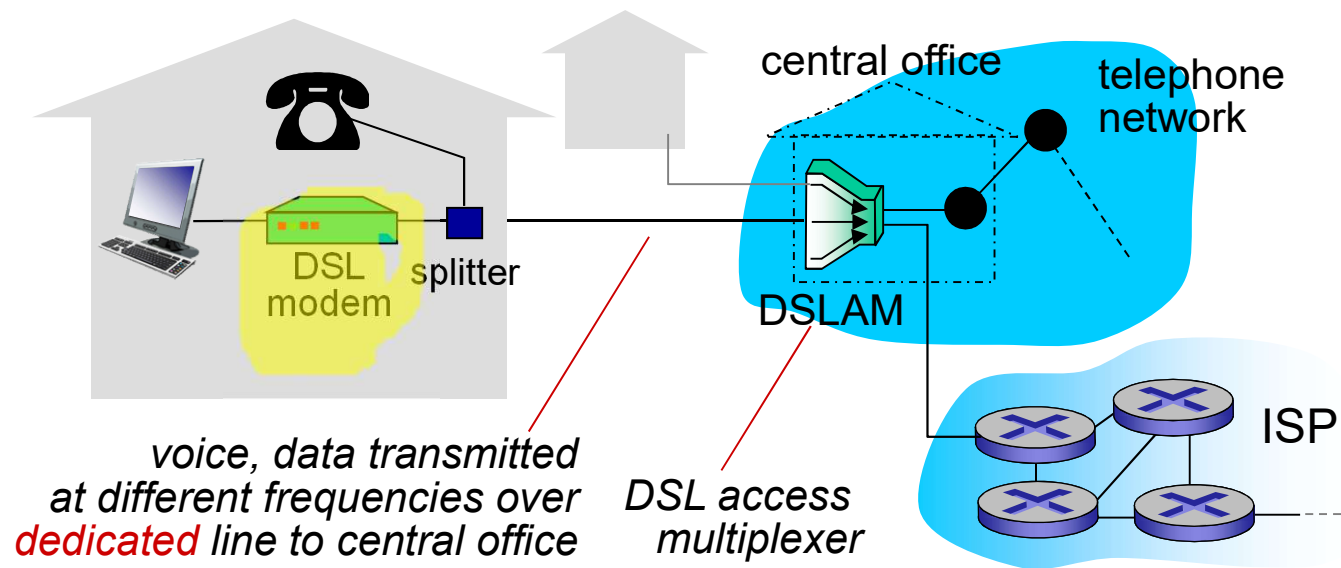 central office
telephone
network
DSL
modem
splitter
DSLAM
ISP
voice, data transmitted
at different frequencies over
dedicated line to central office
DSL access
multiplexer